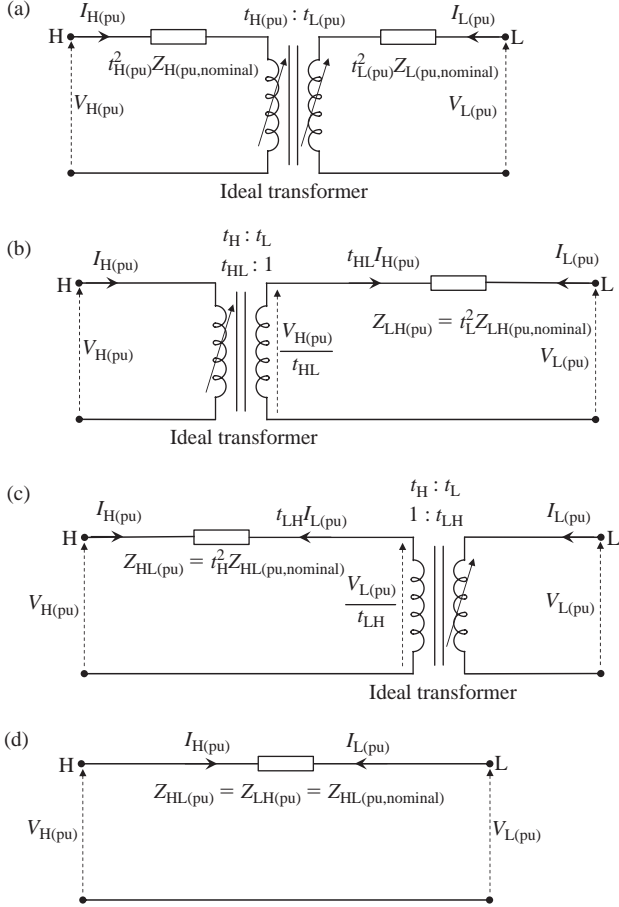 (a)
I_H(pu) t_H(pu) : t_L(pu) I_L(pu)
H L
t²_H(pu) Z_H(pu,nominal) t²_L(pu) Z_L(pu,nominal)
V_H(pu) V_L(pu)
Ideal transformer
(b)
t_H : t_L
I_H(pu) t_HL : 1 t_HL I_H(pu) I_L(pu)
H L
Z_LH(pu) = t²_L Z_LH(pu,nominal)
V_H(pu) V_H(pu) / t_HL V_L(pu)
Ideal transformer
(c)
t_H : t_L
I_H(pu) t_LH I_L(pu) 1 : t_LH I_L(pu)
H L
Z_HL(pu) = t²_H Z_HL(pu,nominal)
V_H(pu) V_L(pu) / t_LH V_L(pu)
Ideal transformer
(d)
I_H(pu) I_L(pu)
H L
Z_HL(pu) = Z_LH(pu) = Z_HL(pu,nominal)
V_H(pu) V_L(pu)